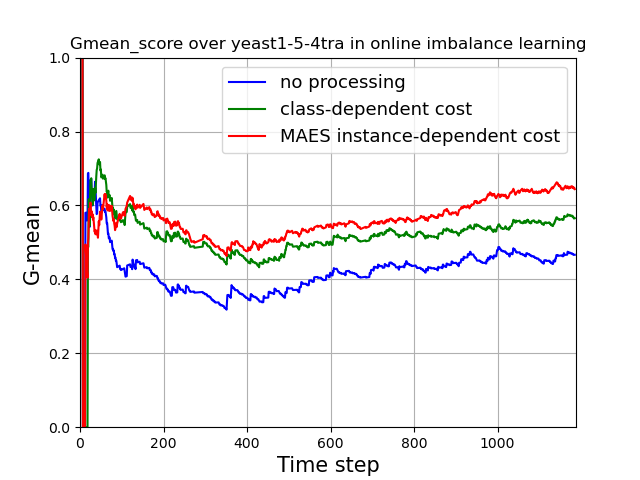 Gmean_score over yeast1-5-4tra in online imbalance learning
no processing
class-dependent cost
MAES instance-dependent cost
G-mean
1.0
0.8
0.6
0.4
0.2
0.0
0 200 400 600 800 1000
Time step